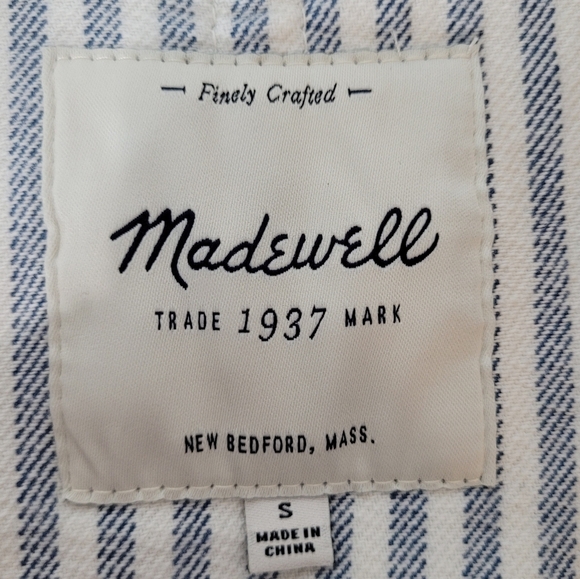 Finely Crafted
Madewell
TRADE 1937 MARK
NEW BEDFORD, MASS.
S
MADE IN
CHINA